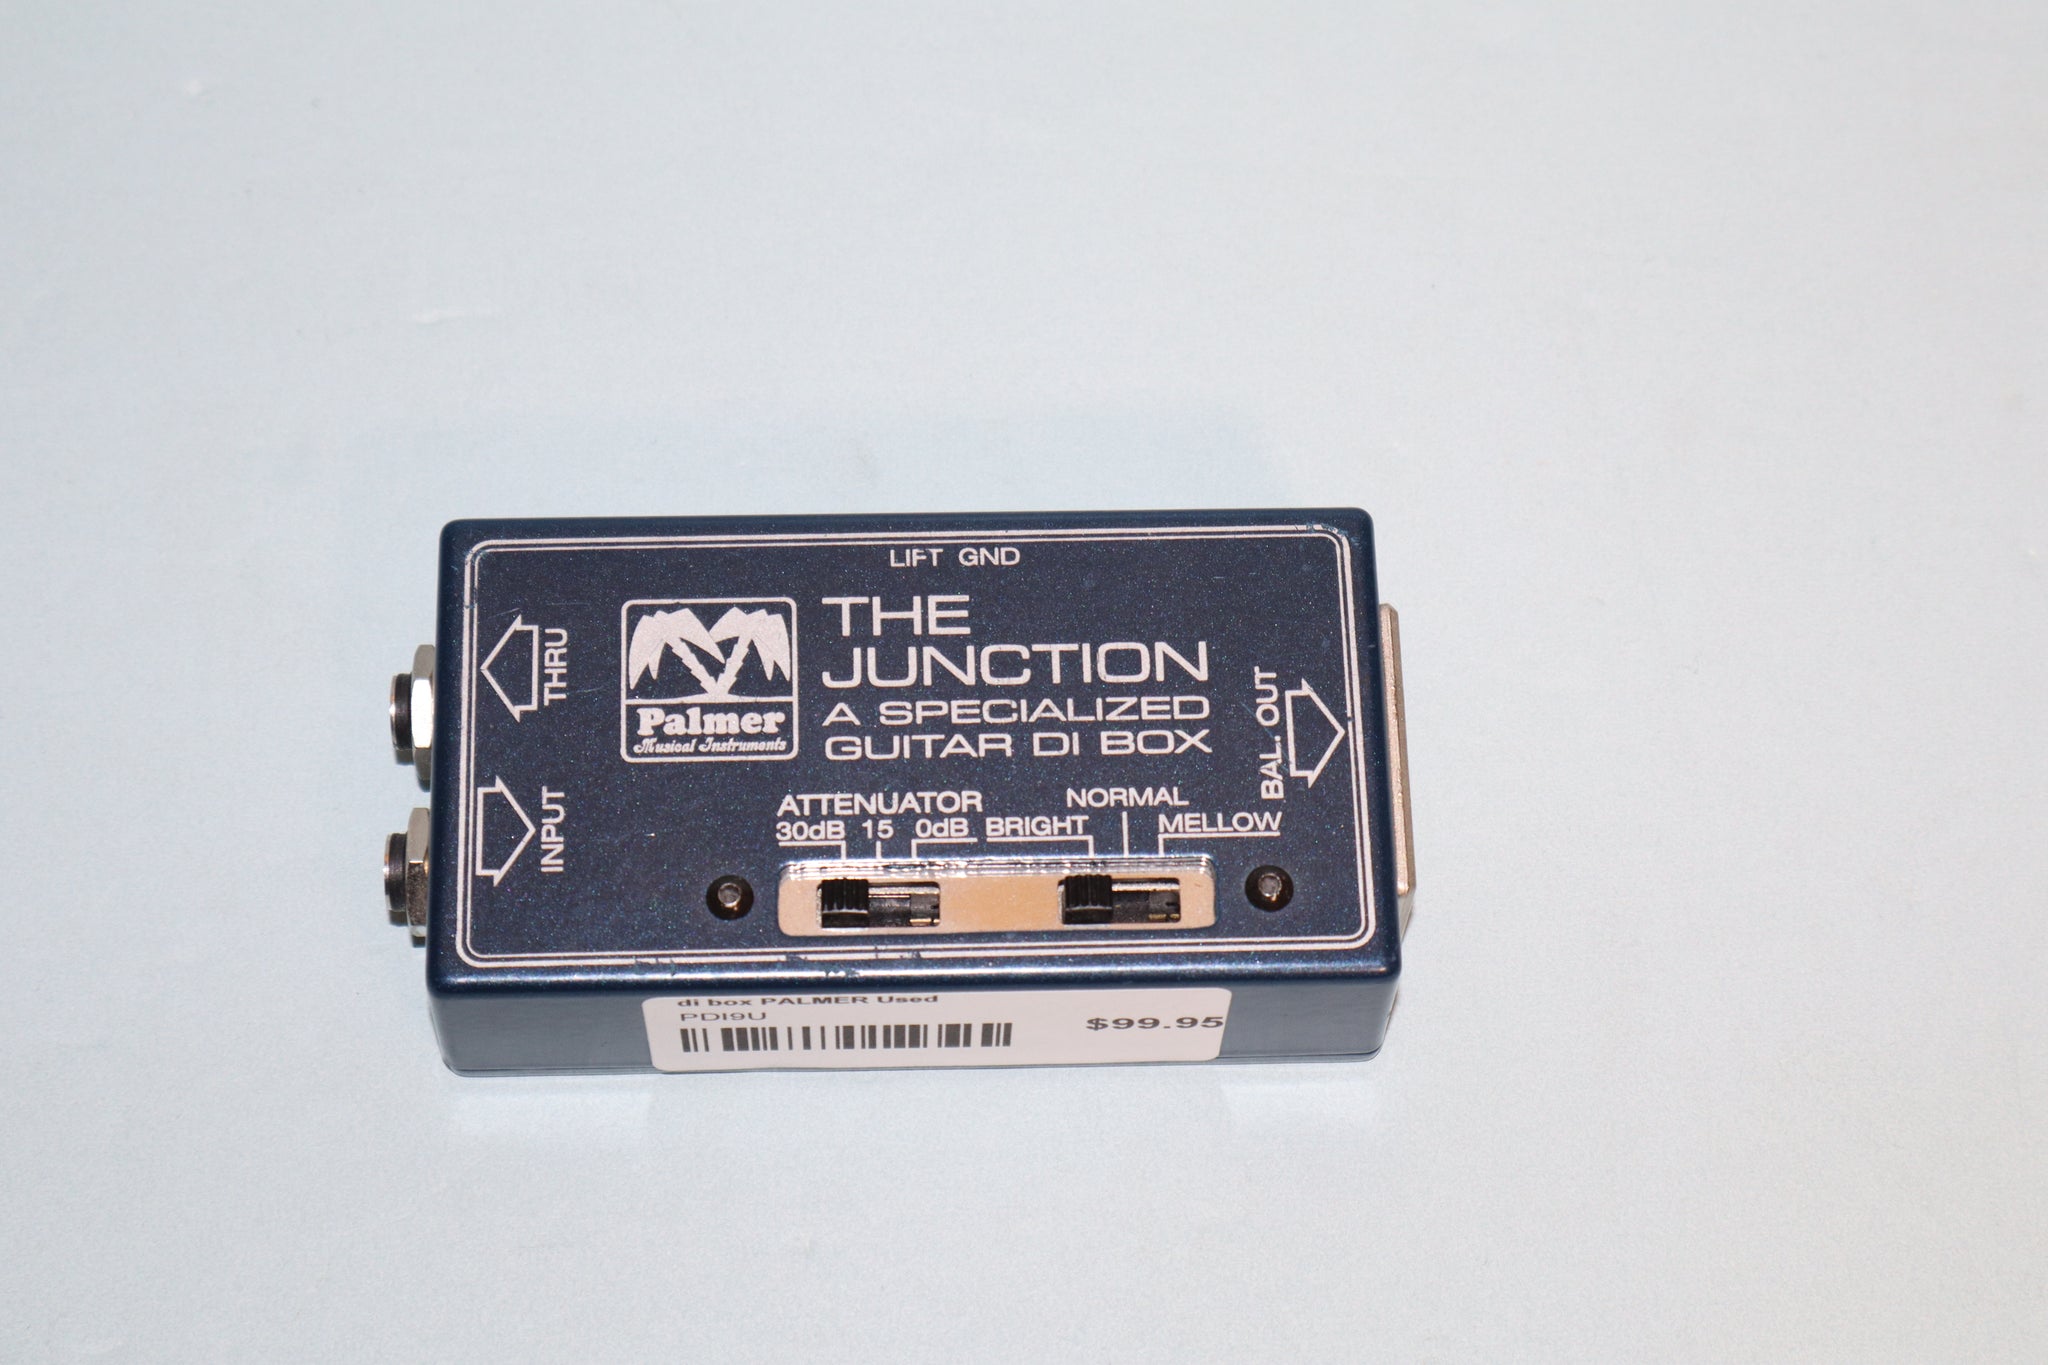 LIFT GND
THRU
INPUT
Palmer
Musical Instruments
THE
JUNCTION
A SPECIALIZED
GUITAR DI BOX
BAL. OUT
ATTENUATOR
30dB 15 0dB
NORMAL
BRIGHT
MELLOW
di box PALMER Used
PDI9U
$99.95